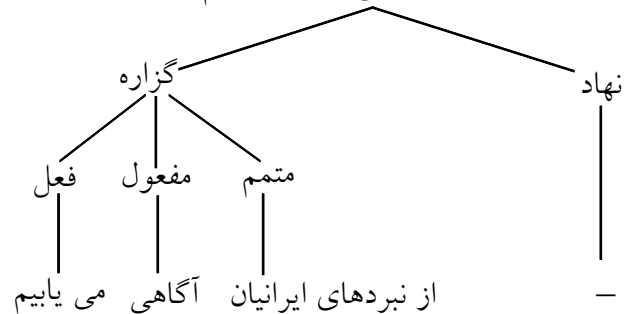 نهاد گزاره
متمم مفعول فعل
– از نبردهای ایرانیان آگاهی می یابیم